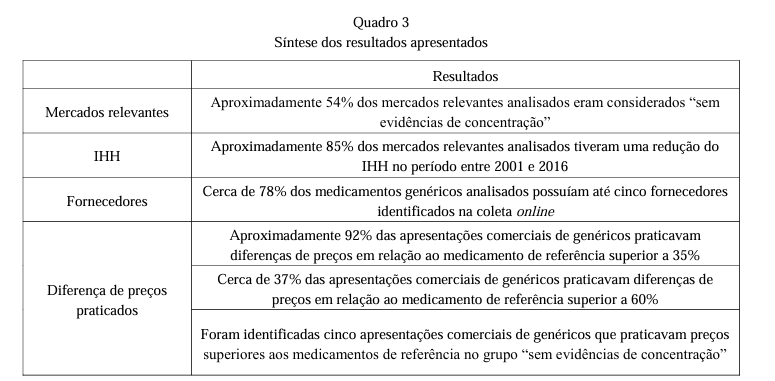 Quadro 3
Síntese dos resultados apresentados
Resultados
Mercados relevantes
Aproximadamente 54% dos mercados relevantes analisados eram considerados “sem
evidências de concentração”
IHH
Aproximadamente 85% dos mercados relevantes analisados tiveram uma redução do
IHH no período entre 2001 e 2016
Fornecedores
Cerca de 78% dos medicamentos genéricos analisados possuíam até cinco fornecedores
identificados na coleta online
Diferença de preços
praticados
Aproximadamente 92% das apresentações comerciais de genéricos praticavam
diferenças de preços em relação ao medicamento de referência superior a 35%
Cerca de 37% das apresentações comerciais de genéricos praticavam diferenças de
preços em relação ao medicamento de referência superior a 60%
Foram identificadas cinco apresentações comerciais de genéricos que praticavam preços
superiores aos medicamentos de referência no grupo “sem evidências de concentração”